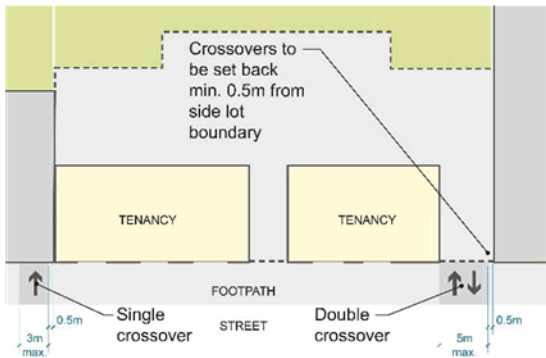 Crossovers to
be set back
min. 0.5m from
side lot
boundary
TENANCY
TENANCY
FOOTPATH
Single
crossover
STREET
Double
crossover
0.5m
3m
max.
5m
max.
0.5m